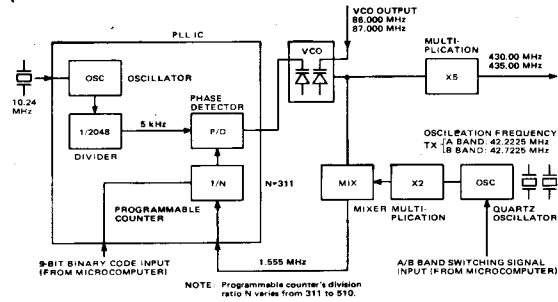 PLL IC
VCO OUTPUT
86.000 MHz
87.000 MHz
VCO
MULTI-
PLICATION
X5
430.00 MHz
435.00 MHz
OSC
OSCILLATOR
10.24
MHz
PHASE
DETECTOR
1/2048
5 kHz
P/D
DIVIDER
OSCILLATION FREQUENCY
TX
A BAND: 42.2225 MHz
B BAND: 42.7225 MHz
1/N
N=311
MIX
X2
OSC
PROGRAMMABLE
COUNTER
MIXER
MULTI-
PLICATION
QUARTZ
OSCILLATOR
1.555 MHz
9-BIT BINARY CODE INPUT
(FROM MICROCOMPUTER)
A/B BAND SWITCHING SIGNAL
INPUT (FROM MICROCOMPUTER)
NOTE: Programmable counter's division
ratio N varies from 311 to 510.